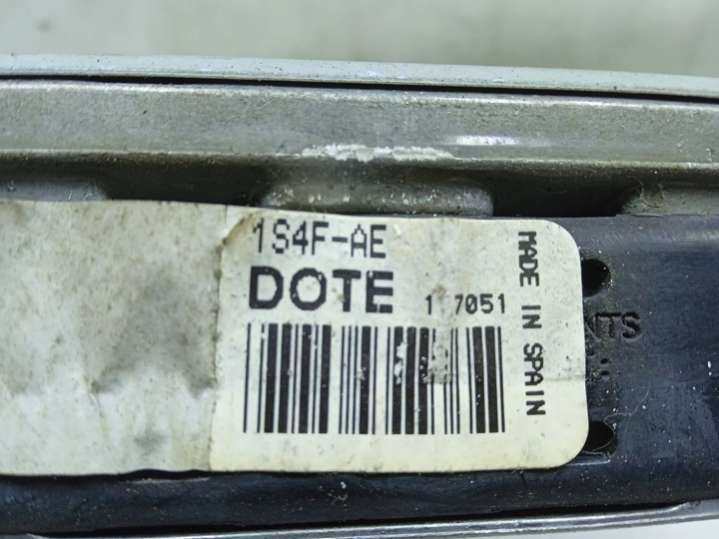 1S4F-AE
DOTE
1 7051
MADE IN SPAIN
NTS